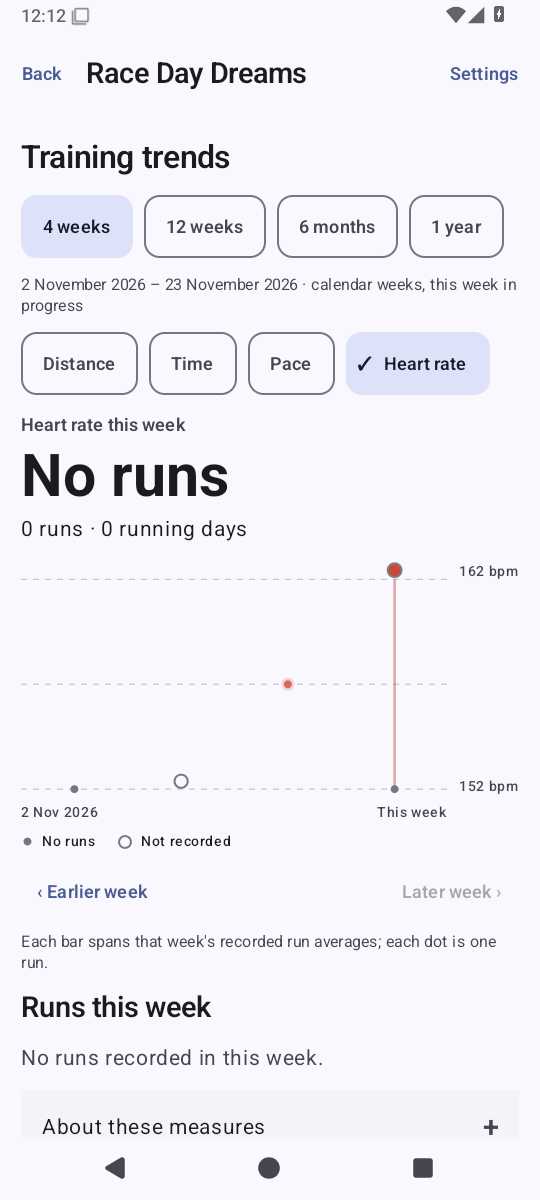 12:12
Back
Race Day Dreams
Settings
Training trends
4 weeks
12 weeks
6 months
1 year
2 November 2026 – 23 November 2026 · calendar weeks, this week in
progress
Distance
Time
Pace
✓ Heart rate
Heart rate this week
No runs
0 runs · 0 running days
162 bpm
152 bpm
2 Nov 2026
This week
No runs
Not recorded
‹ Earlier week
Later week ›
Each bar spans that week's recorded run averages; each dot is one
run.
Runs this week
No runs recorded in this week.
About these measures
+